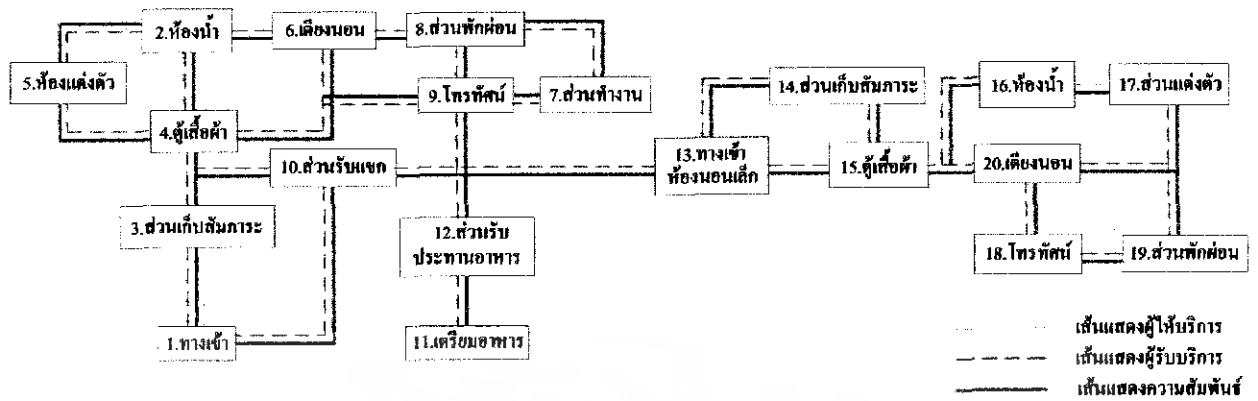 2.ห้องน้ำ
6.เตียงนอน
8.ส่วนพักผ่อน
5.ห้องแต่งตัว
9.โทรทัศน์
7.ส่วนทำงาน
4.ตู้เสื้อผ้า
14.ส่วนเก็บสัมภาระ
16.ห้องน้ำ
17.ส่วนแต่งตัว
10.ส่วนรับแขก
13.ทางเข้า
ห้องนอนเล็ก
15.ตู้เสื้อผ้า
20.เตียงนอน
3.ส่วนเก็บสัมภาระ
12.ส่วนรับ
ประทานอาหาร
18.โทรทัศน์
19.ส่วนพักผ่อน
1.ทางเข้า
11.เตรียมอาหาร
เส้นแสดงผู้ให้บริการ
เส้นแสดงผู้รับบริการ
เส้นแสดงความสัมพันธ์